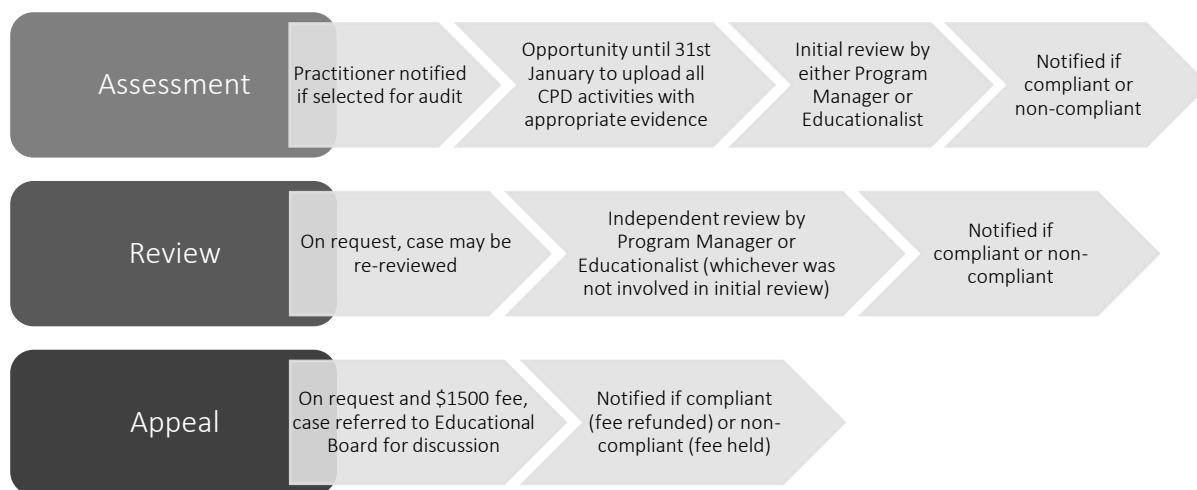 Assessment
Practitioner notified
if selected for audit
Opportunity until 31st
January to upload all
CPD activities with
appropriate evidence
Initial review by
either Program
Manager or
Educationalist
Notified if
compliant or
non-compliant
Review
On request, case may be
re-reviewed
Independent review by
Program Manager or
Educationalist (whichever was
not involved in initial review)
Notified if
compliant or non-
compliant
Appeal
On request and $1500 fee,
case referred to Educational
Board for discussion
Notified if compliant
(fee refunded) or non-
compliant (fee held)